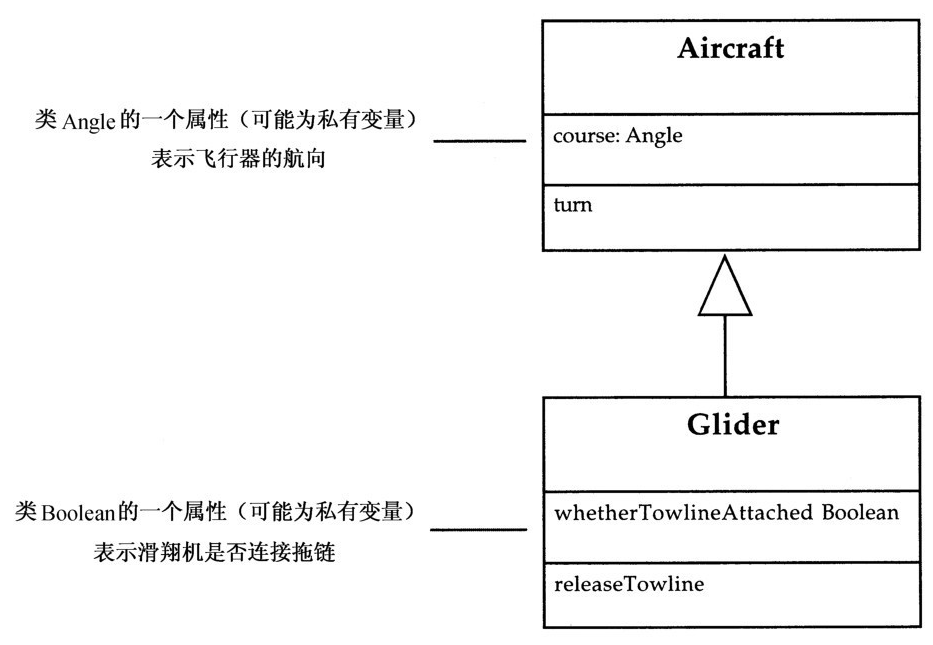 Aircraft
类Angle的一个属性（可能为私有变量）
表示飞行器的航向
course: Angle
turn
Glider
类Boolean的一个属性（可能为私有变量）
表示滑翔机是否连接拖链
whetherTowlineAttached Boolean
releaseTowline